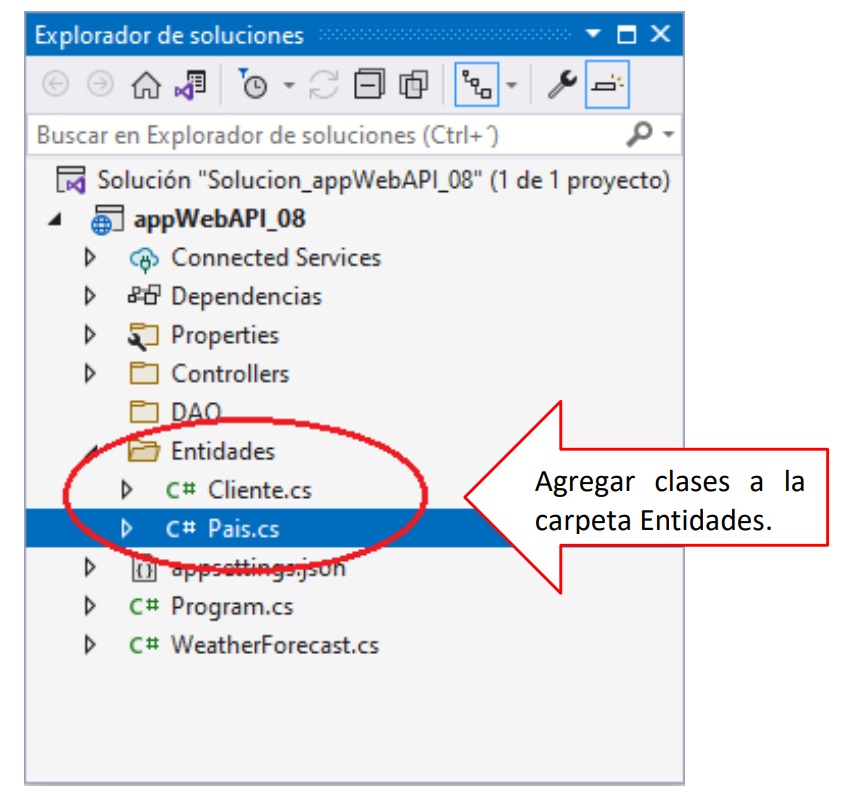 Explorador de soluciones
Buscar en Explorador de soluciones (Ctrl+´)
Solución "Solucion_appWebAPI_08" (1 de 1 proyecto)
appWebAPI_08
Connected Services
Dependencias
Properties
Controllers
DAO
Entidades
C# Cliente.cs
C# Pais.cs
appsettings.json
C# Program.cs
C# WeatherForecast.cs
Agregar clases a la
carpeta Entidades.